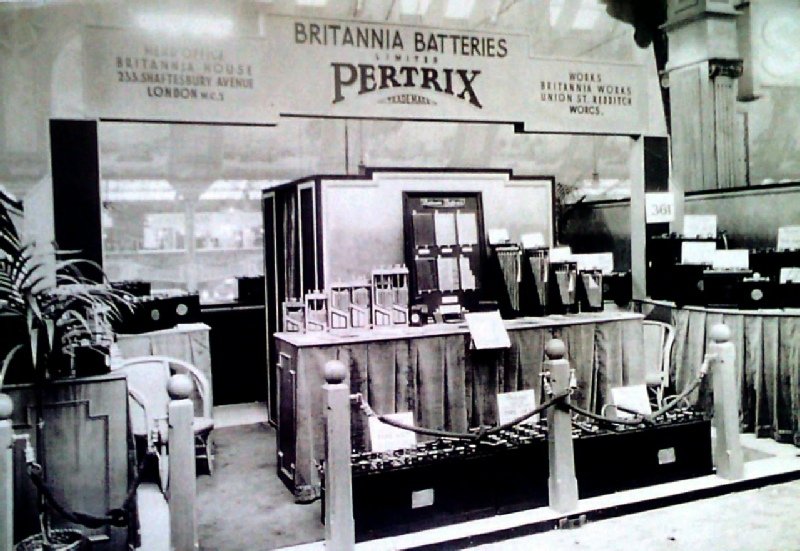 HEAD OFFICE
BRITANNIA HOUSE
233, SHAFTESBURY AVENUE
LONDON W.C.2
BRITANNIA BATTERIES
LIMITED
PERTRIX
TRADEMARK
WORKS
BRITANNIA WORKS
UNION ST. REDDITCH
WORCS.
361